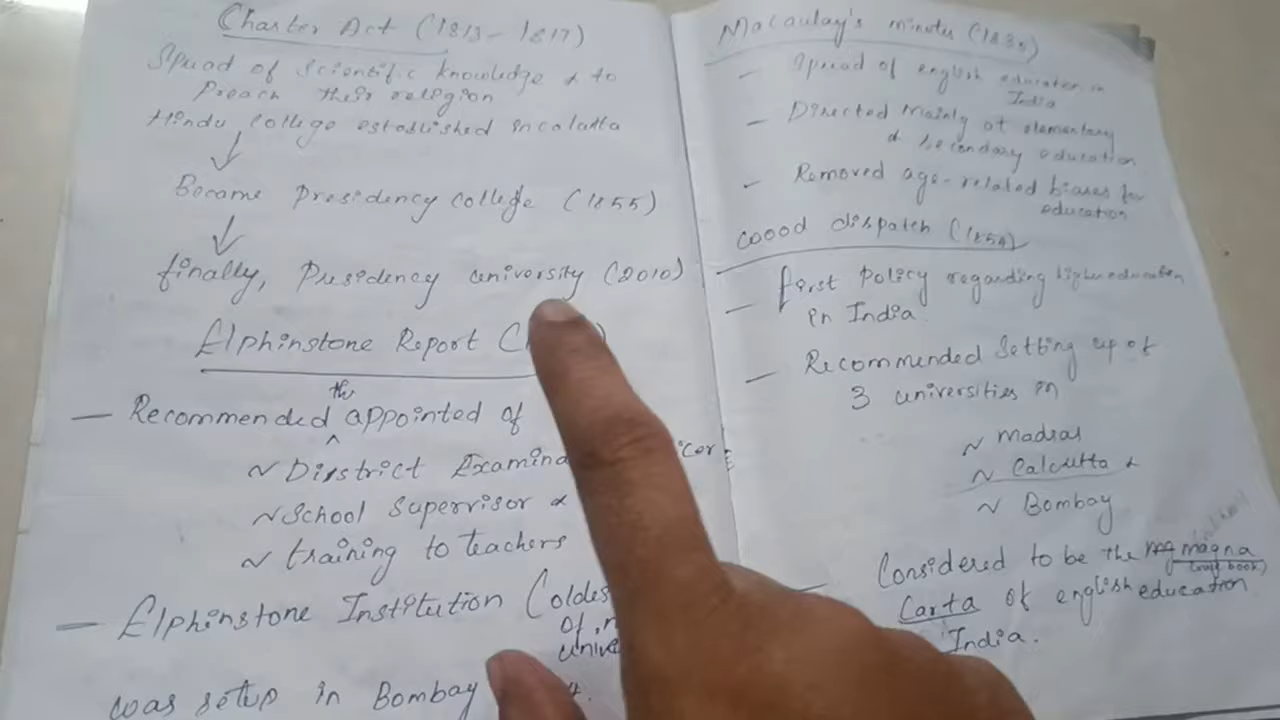 Charter Act (1813 - 1817)
Spread of Scientific knowledge & to
Preach their religion
Hindu College established in calutta
Became Presidency college (1855)
finally, Presidency university (2010)
Elphinstone Report (
the
Recommended appointed of
~ District Examina
~ School Supervisor &
~ training to teachers
Elphinstone Institution (oldes
of
unive
was setup in Bombay
Macaulay's minutes (1835)
- Spread of english education in
India
- Directed mainly at elementary
& secondary education
- Removed age-related biases for
education
Woood dispatch (1854)
- first Policy regarding higher education
in India
- Recommended Setting up of
3 universities in
~ Madras
~ Calcutta &
~ Bombay
Considered to be the magna
Carta of english education
India.